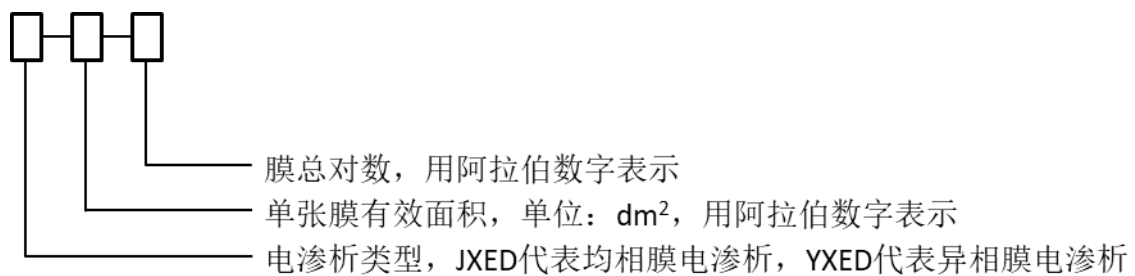 膜总对数，用阿拉伯数字表示
单张膜有效面积，单位：dm²，用阿拉伯数字表示
电渗析类型，JXED代表均相膜电渗析，YXED代表异相膜电渗析